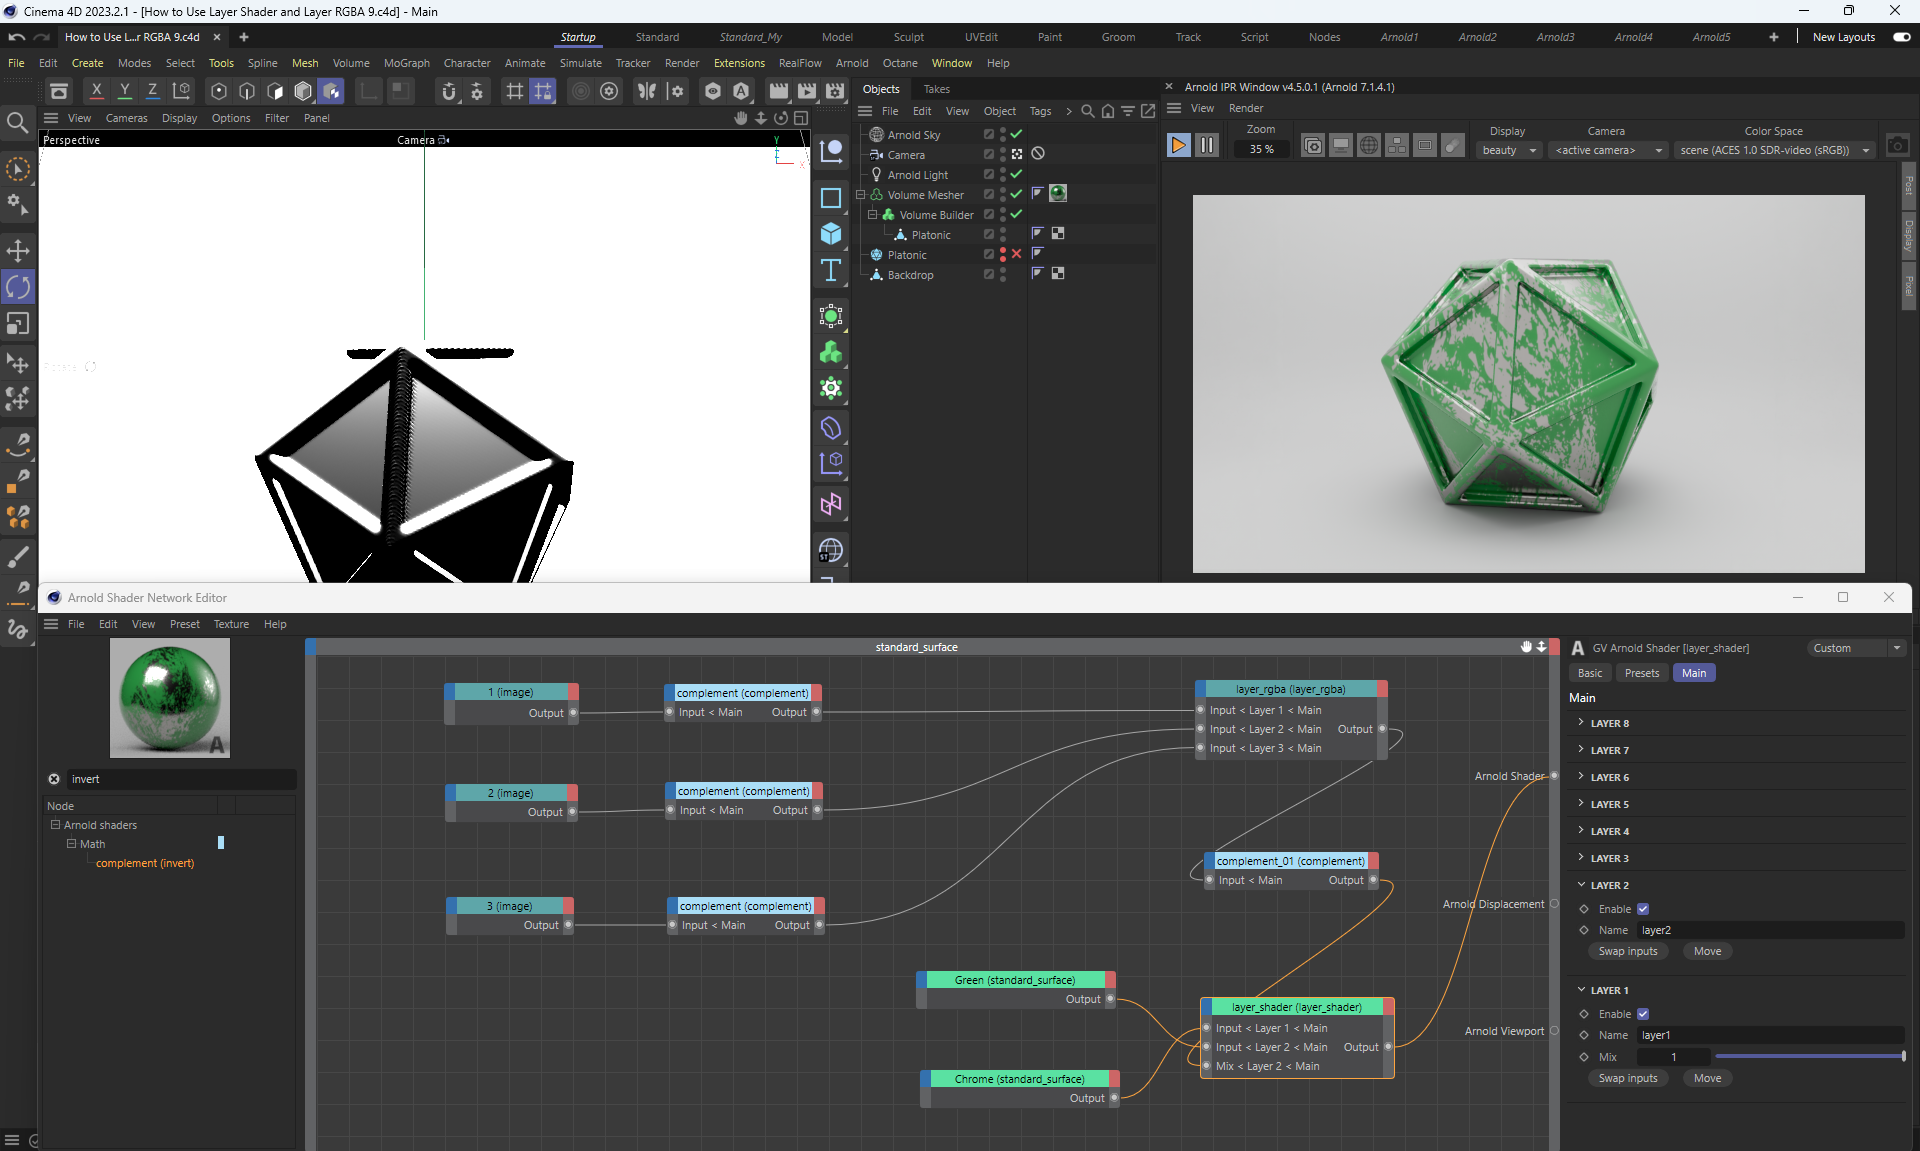 Cinema 4D 2023.2.1 - [How to Use Layer Shader and Layer RGBA 9.c4d] - Main
How to Use L...r RGBA 9.c4d
Startup Standard Standard_My Model Sculpt UVEdit Paint Groom Track Script Nodes Arnold1 Arnold2 Arnold3 Arnold4 Arnold5 New Layouts
File Edit Create Modes Select Tools Spline Mesh Volume MoGraph Character Animate Simulate Tracker Render Extensions RealFlow Arnold Octane Window Help
X Y Z
View Cameras Display Options Filter Panel
Perspective
Camera
Y
X
Objects Takes
File Edit View Object Tags
Arnold Sky
Camera
Arnold Light
Volume Mesher
Volume Builder
Platonic
Platonic
Backdrop
ST
Arnold IPR Window v4.5.0.1 (Arnold 7.1.4.1)
View Render
Zoom
35 %
Display
beauty
Camera
<active camera>
Color Space
scene (ACES 1.0 SDR-video (sRGB))
Post
Display
Pixel
Arnold Shader Network Editor
File Edit View Preset Texture Help
A
invert
Node
Arnold shaders
Math
complement (invert)
standard_surface
1 (image)
Output
complement (complement)
Input < Main Output
2 (image)
Output
complement (complement)
Input < Main Output
3 (image)
Output
complement (complement)
Input < Main Output
layer_rgba (layer_rgba)
Input < Layer 1 < Main
Input < Layer 2 < Main Output
Input < Layer 3 < Main
complement_01 (complement)
Input < Main Output
Green (standard_surface)
Output
Chrome (standard_surface)
Output
layer_shader (layer_shader)
Input < Layer 1 < Main
Input < Layer 2 < Main Output
Mix < Layer 2 < Main
Arnold Shader
Arnold Displacement
Arnold Viewport
A GV Arnold Shader [layer_shader]
Custom
Basic Presets Main
Main
LAYER 8
LAYER 7
LAYER 6
LAYER 5
LAYER 4
LAYER 3
LAYER 2
Enable
Name layer2
Swap inputs Move
LAYER 1
Enable
Name layer1
Mix 1
Swap inputs Move